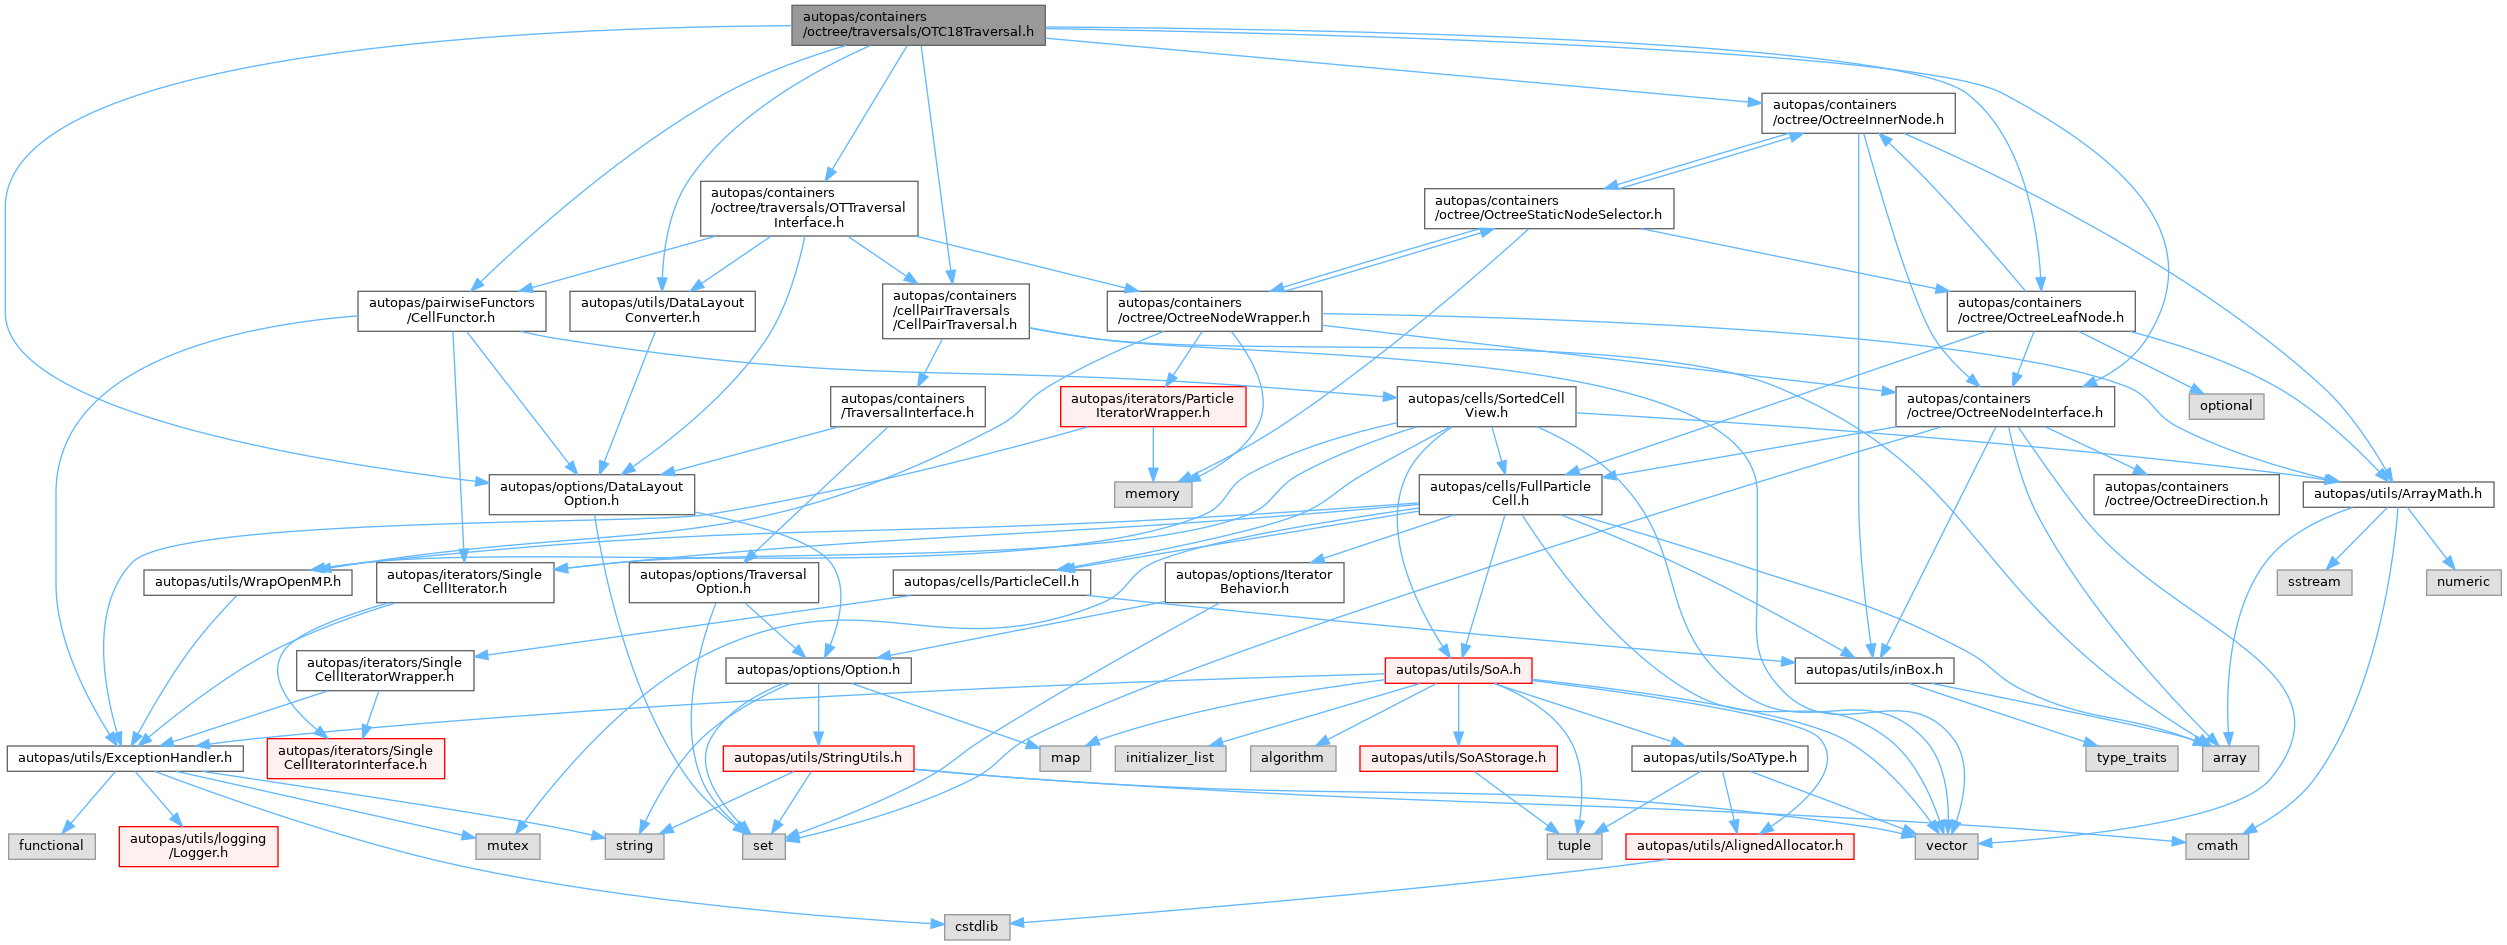 autopas/containers
/octree/traversals/OTC18Traversal.h
autopas/containers
/octree/OctreeInnerNode.h
autopas/containers
/octree/traversals/OTTraversal
Interface.h
autopas/containers
/octree/OctreeStaticNodeSelector.h
autopas/pairwiseFunctors
/CellFunctor.h
autopas/utils/DataLayout
Converter.h
autopas/containers
/cellPairTraversals
/CellPairTraversal.h
autopas/containers
/octree/OctreeNodeWrapper.h
autopas/containers
/octree/OctreeLeafNode.h
autopas/containers
/TraversalInterface.h
autopas/iterators/Particle
IteratorWrapper.h
autopas/cells/SortedCell
View.h
autopas/containers
/octree/OctreeNodeInterface.h
optional
autopas/options/DataLayout
Option.h
memory
autopas/cells/FullParticle
Cell.h
autopas/containers
/octree/OctreeDirection.h
autopas/utils/ArrayMath.h
autopas/utils/WrapOpenMP.h
autopas/iterators/Single
CellIterator.h
autopas/options/Traversal
Option.h
autopas/cells/ParticleCell.h
autopas/options/Iterator
Behavior.h
sstream
numeric
autopas/iterators/Single
CellIteratorWrapper.h
autopas/options/Option.h
autopas/utils/SoA.h
autopas/utils/inBox.h
autopas/utils/ExceptionHandler.h
autopas/iterators/Single
CellIteratorInterface.h
autopas/utils/StringUtils.h
map
initializer_list
algorithm
autopas/utils/SoAStorage.h
autopas/utils/SoAType.h
type_traits
array
functional
autopas/utils/logging
/Logger.h
mutex
string
set
tuple
autopas/utils/AlignedAllocator.h
vector
cmath
cstdlib